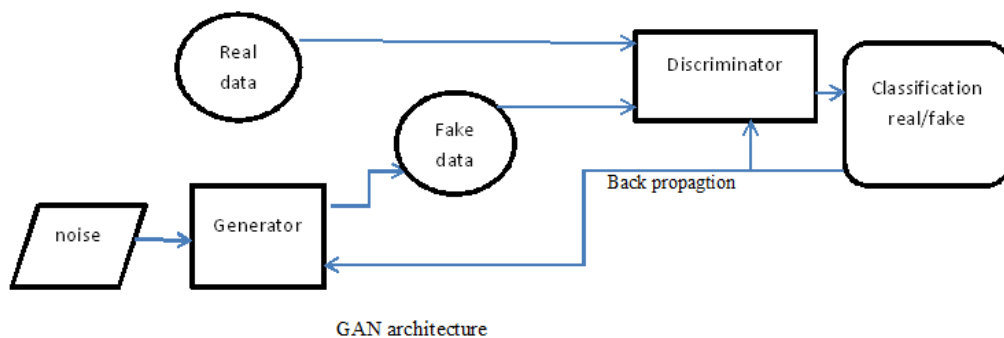 Real
data
Discriminator
Classification
real/fake
Fake
data
Back propagtion
noise
Generator
GAN architecture